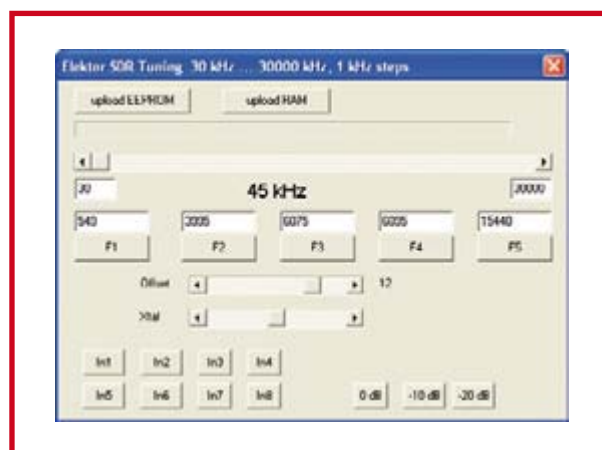 Elektor SDR Tuning 30 kHz ... 30000 kHz, 1 kHz steps
upload EEPROM upload RAM
30 45 kHz 30000
540 3995 6075 6005 15440
F1 F2 F3 F4 F5
Offset 12
Xtal
In1 In2 In3 In4
In5 In6 In7 In8 0 dB -10 dB -20 dB